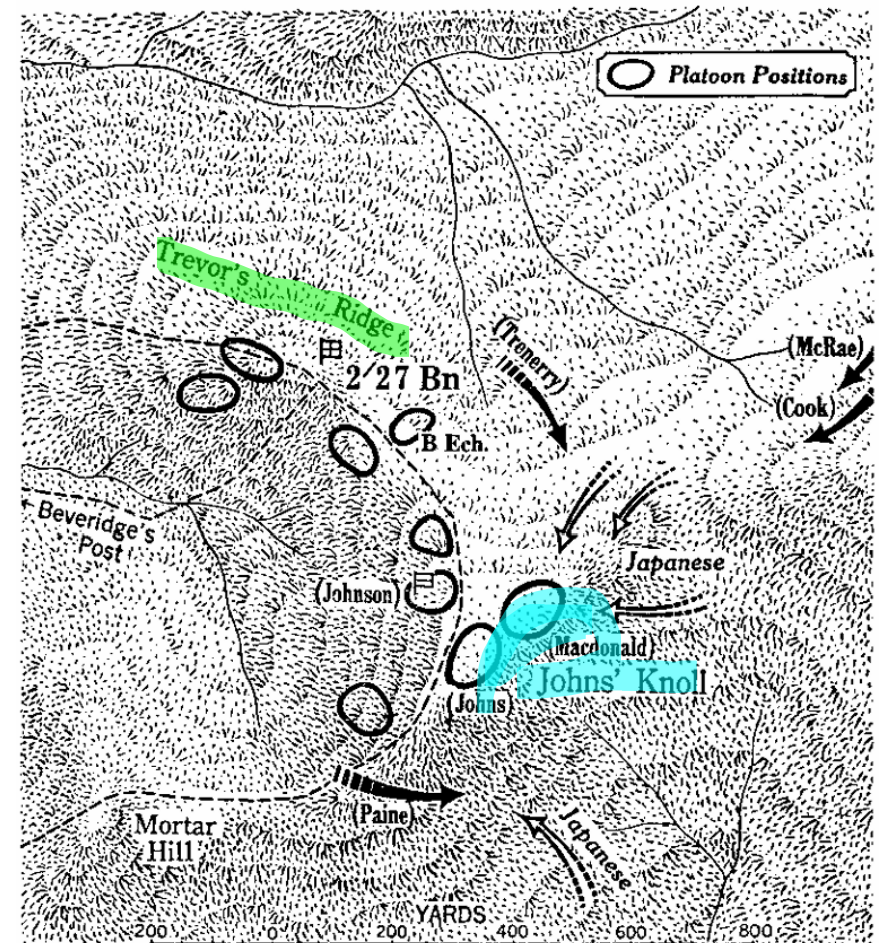 Platoon Positions
Trevor's
Ridge
2/27 Bn
B Ech.
(Tronerry)
(McRae)
(Cook)
Beveridge's
Post
Japanese
(Johnson)
(Macdonald)
Johns' Knoll
(Johns)
(Paine)
Mortar
Hill
Japanese
YARDS
200 0 200 400 600 800